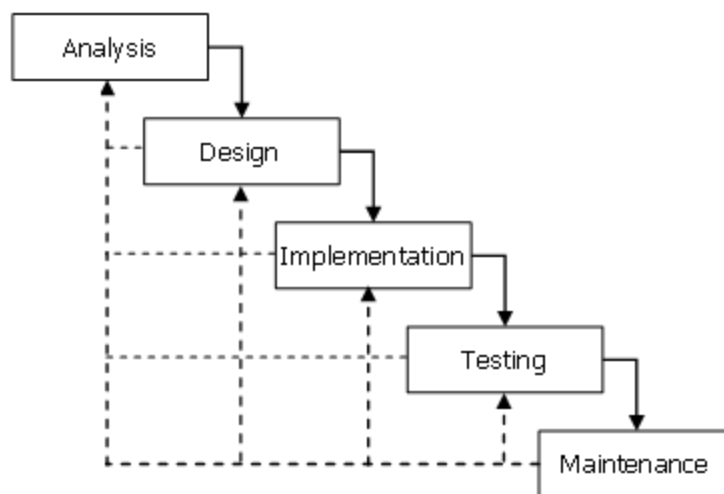 Analysis
Design
Implementation
Testing
Maintenance